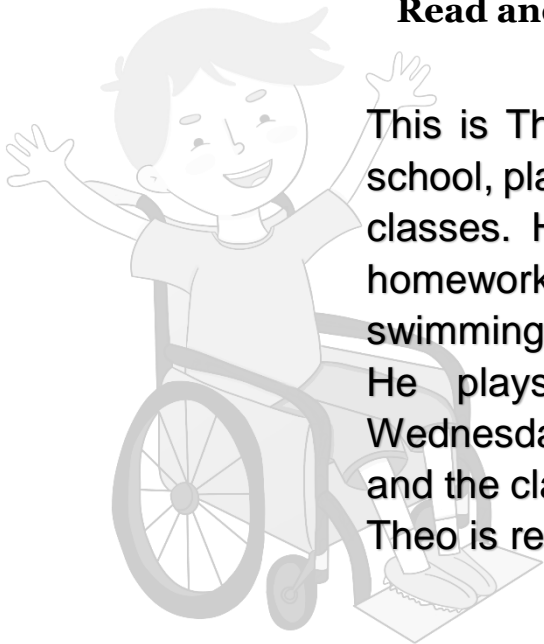 Read and
This is Th
school, pla
classes. H
homework
swimming
He plays
Wednesda
and the cla
Theo is re